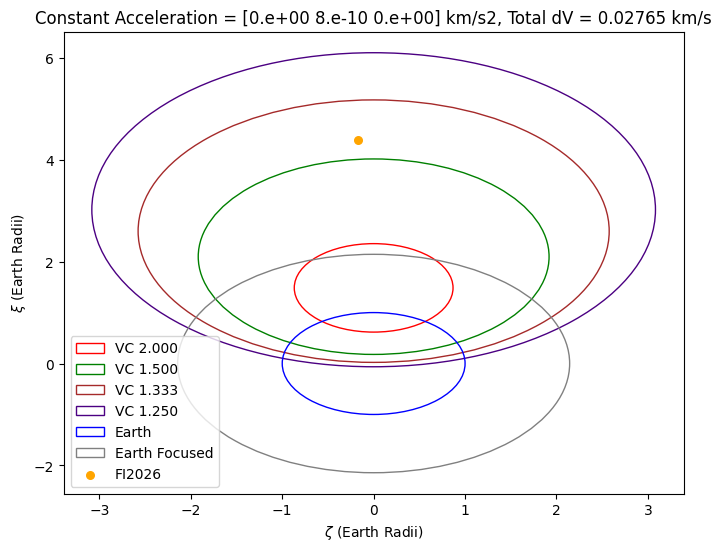 Constant Acceleration = [0.e+00 8.e-10 0.e+00] km/s2, Total dV = 0.02765 km/s
6
4
2
0
−2
ξ (Earth Radii)
VC 2.000
VC 1.500
VC 1.333
VC 1.250
Earth
Earth Focused
FI2026
−3 −2 −1 0 1 2 3
ζ (Earth Radii)